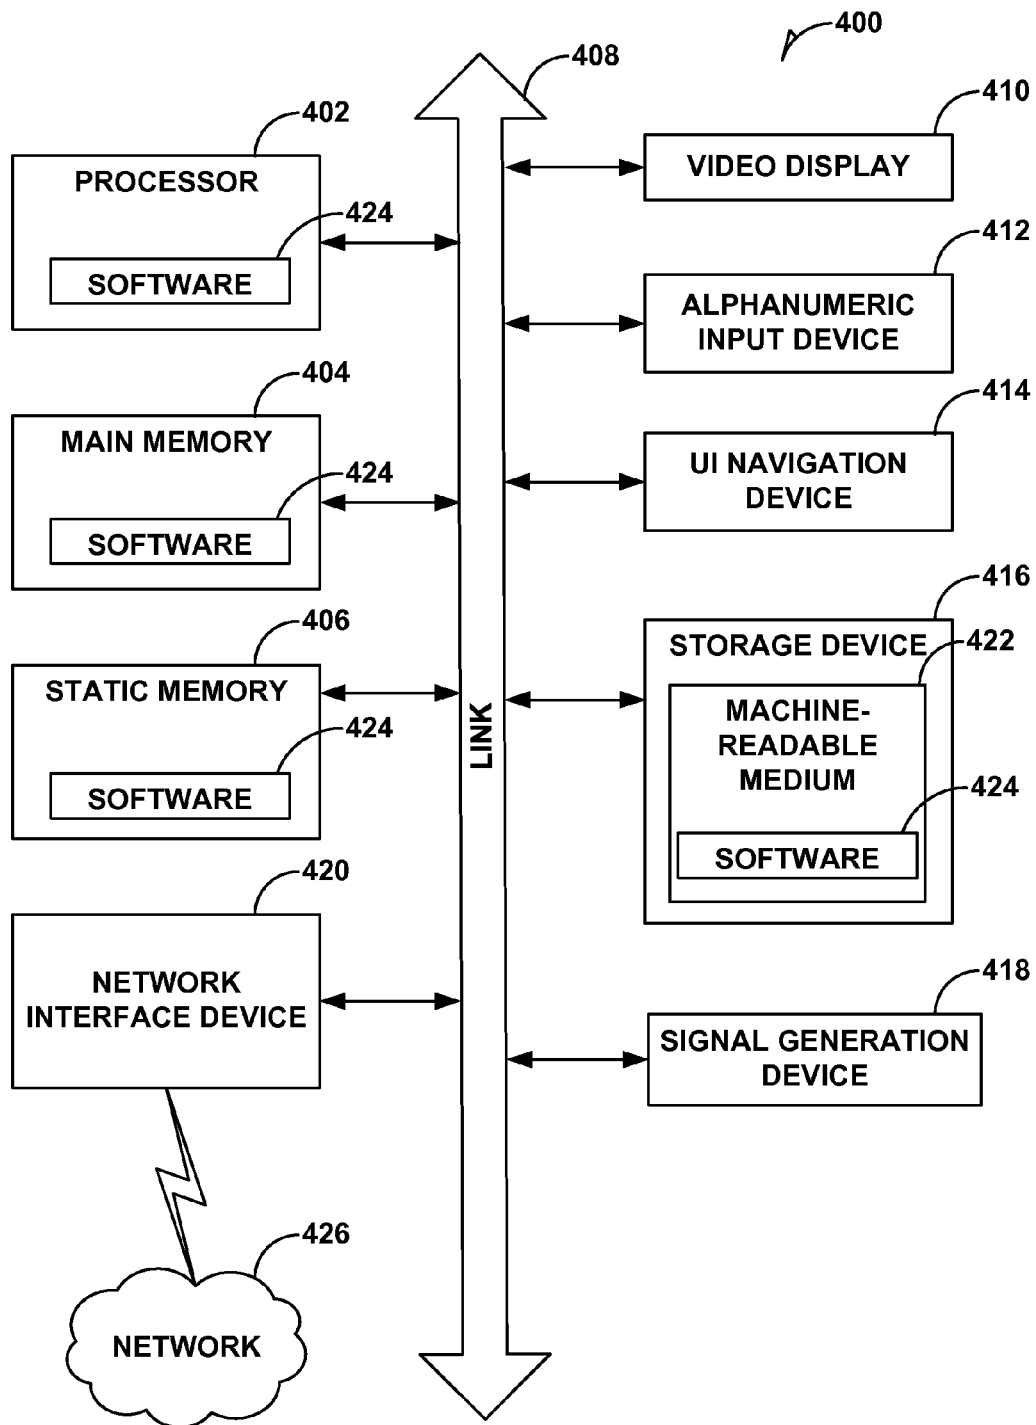 400
408
402
PROCESSOR
424
SOFTWARE
404
MAIN MEMORY
424
SOFTWARE
406
STATIC MEMORY
424
SOFTWARE
420
NETWORK
INTERFACE DEVICE
426
NETWORK
LINK
410
VIDEO DISPLAY
412
ALPHANUMERIC
INPUT DEVICE
414
UI NAVIGATION
DEVICE
416
STORAGE DEVICE
422
MACHINE-
READABLE
MEDIUM
424
SOFTWARE
418
SIGNAL GENERATION
DEVICE